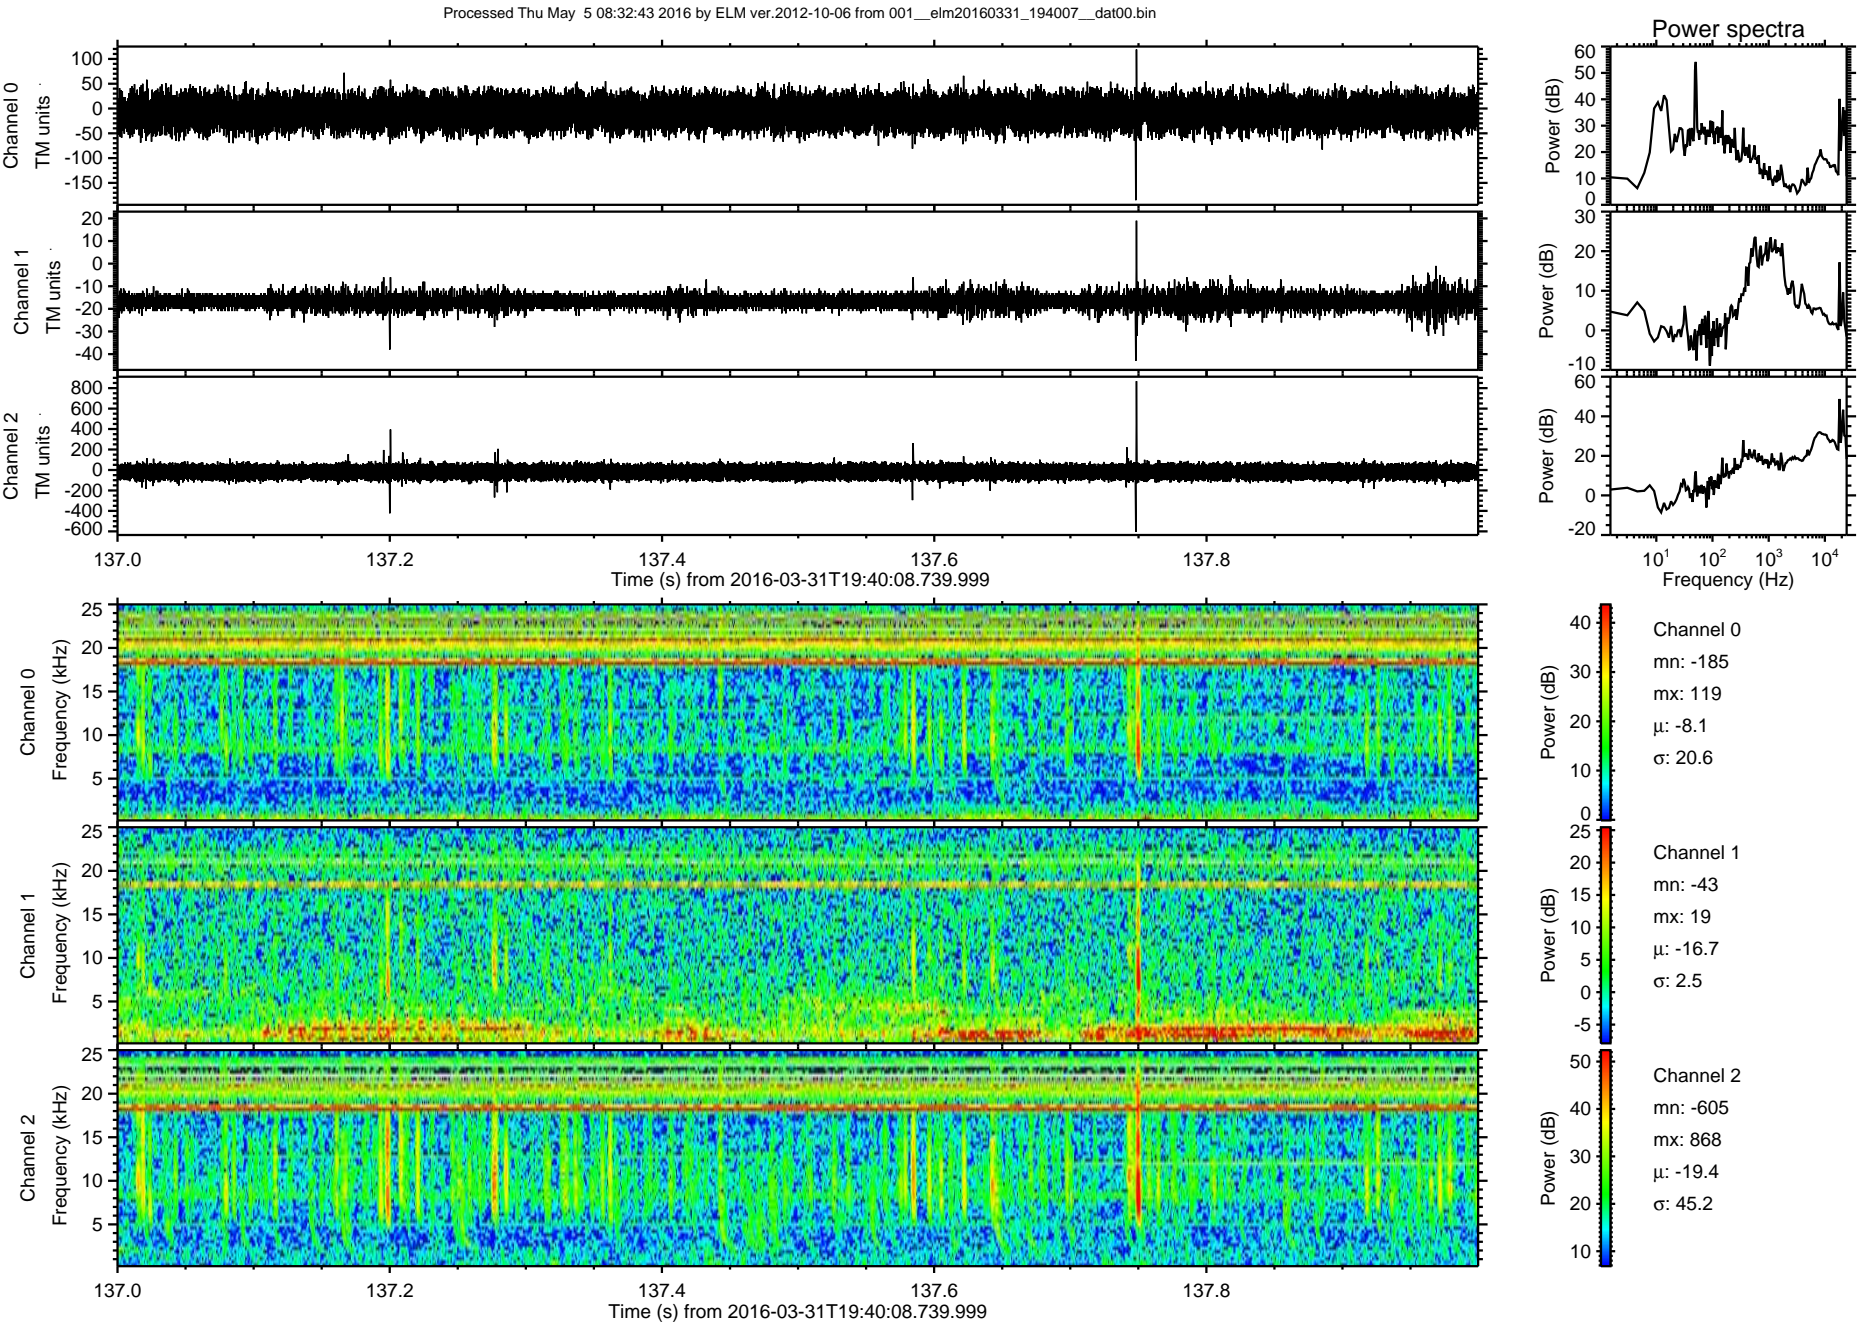 Processed Thu May  5 08:32:43 2016 by ELM ver.2012-10-06 from 001__elm20160331_194007__dat00.bin
Power spectra
Channel 0
TM units
100
50
0
-50
-100
-150
Power (dB)
60
50
40
30
20
10
0
Channel 1
TM units
20
10
0
-10
-20
-30
-40
Power (dB)
30
20
10
0
-10
Channel 2
TM units
800
600
400
200
0
-200
-400
-600
Power (dB)
60
40
20
0
-20
137.0 137.2 137.4 137.6 137.8
Time (s) from 2016-03-31T19:40:08.739.999
10¹ 10² 10³ 10⁴
Frequency (Hz)
Channel 0
Frequency (kHz)
25
20
15
10
5
Power (dB)
40
30
20
10
0
Channel 0
mn: -185
mx: 119
μ: -8.1
σ: 20.6
Channel 1
Frequency (kHz)
25
20
15
10
5
Power (dB)
25
20
15
10
5
0
-5
Channel 1
mn: -43
mx: 19
μ: -16.7
σ: 2.5
Channel 2
Frequency (kHz)
25
20
15
10
5
Power (dB)
50
40
30
20
10
Channel 2
mn: -605
mx: 868
μ: -19.4
σ: 45.2
137.0 137.2 137.4 137.6 137.8
Time (s) from 2016-03-31T19:40:08.739.999